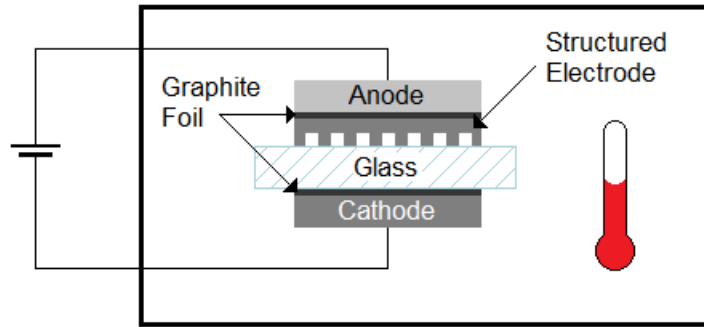 Structured
Electrode
Graphite
Foil
Anode
Glass
Cathode